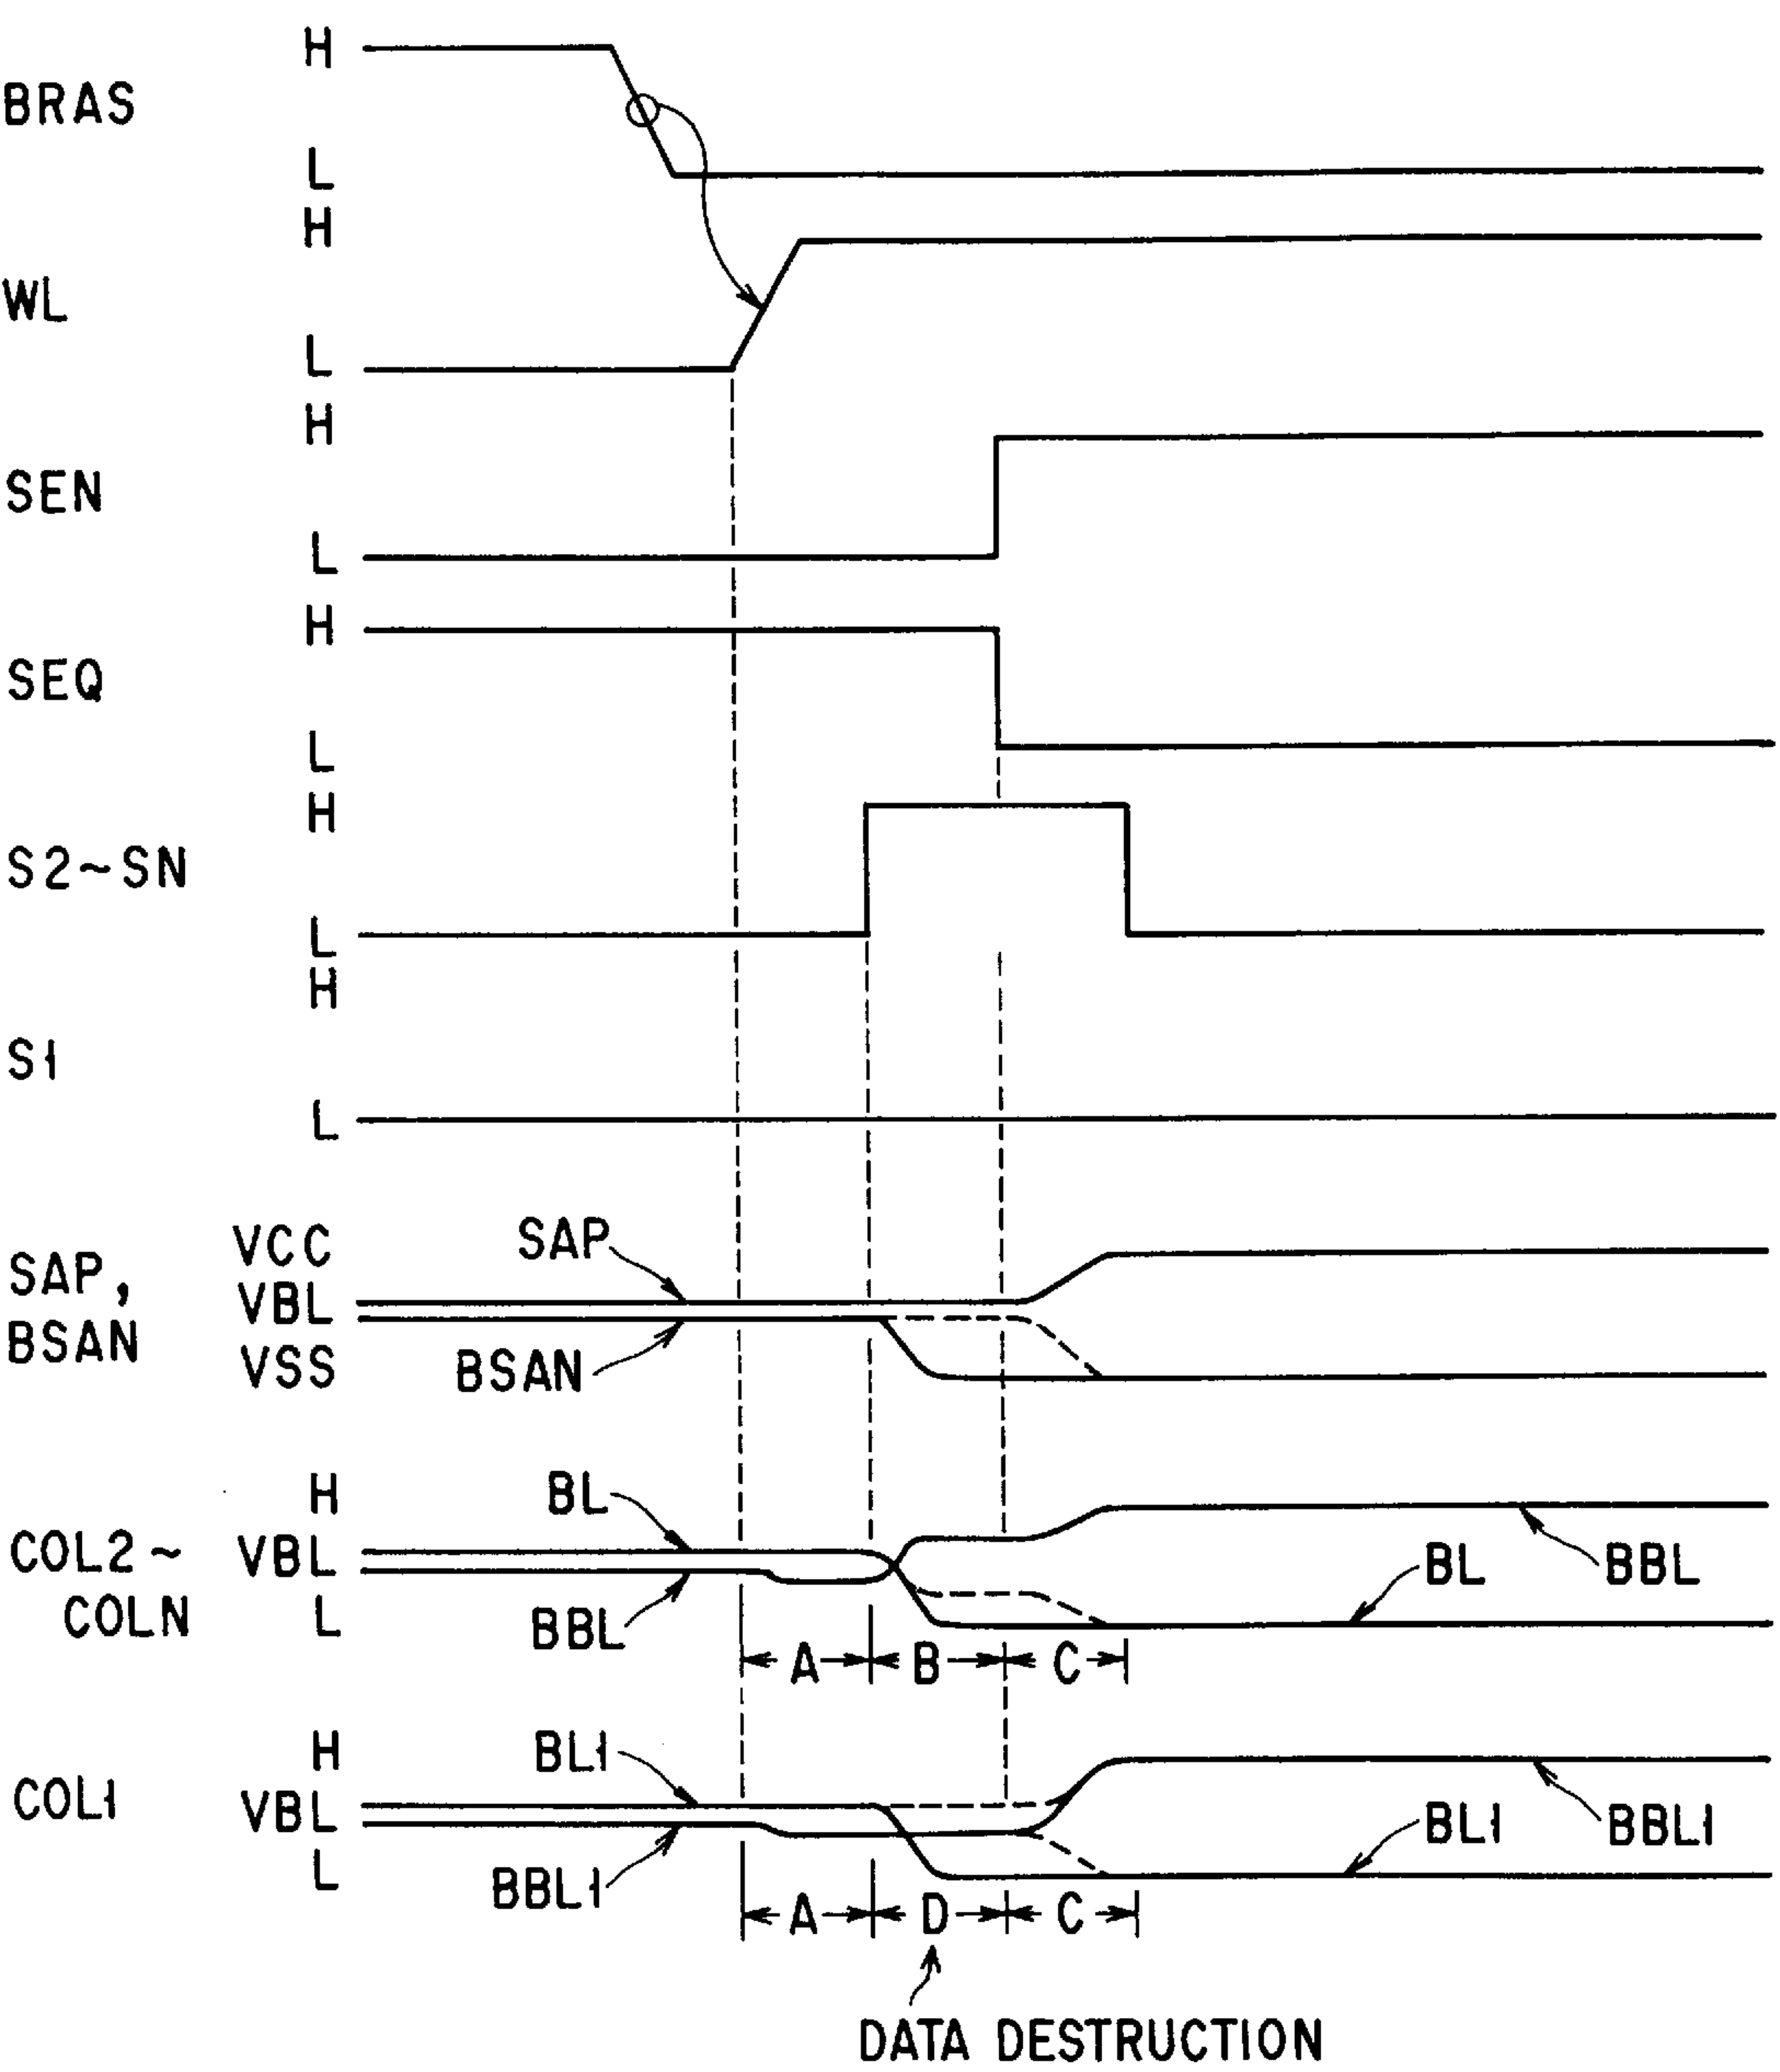 H
BRAS
L
H
WL
L
H
SEN
L
H
SEQ
L
H
S2~SN
L
H
S1
L
VCC SAP
SAP, VBL
BSAN
VSS BSAN
H BL
COL2~ VBL BL BBL
COLN L BBL
A B C
H BL1
COL1 VBL BL1 BBL1
L BBL1
A D C
DATA DESTRUCTION